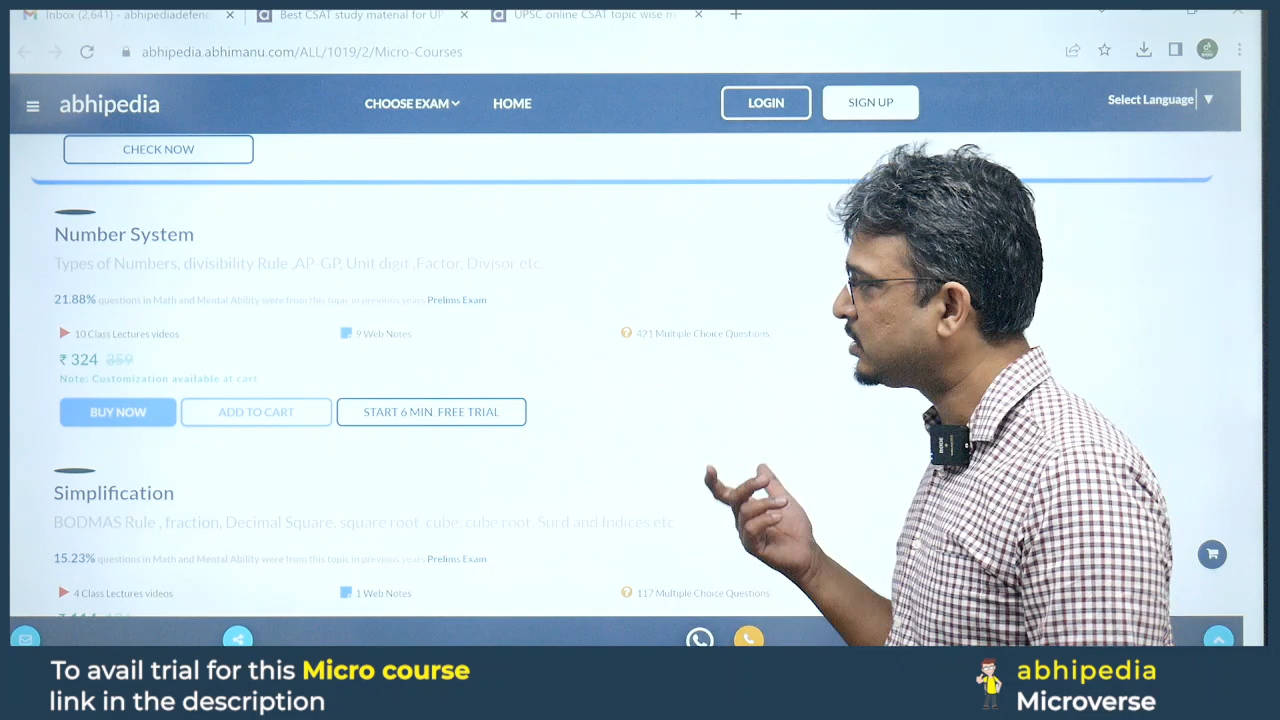 Inbox (2,641) - abhipediadefenc
Best CSAT study material for UP
UPSC online CSAT topic wise m
abhipedia.abhimanu.com/ALL/1019/2/Micro-Courses
abhipedia
CHOOSE EXAM
HOME
LOGIN
SIGN UP
Select Language
CHECK NOW
Number System
Types of Numbers, divisibility Rule ,AP-GP, Unit digit ,Factor, Divisor etc,
21.88% questions in Math and Mental Ability were from this topic in previous years Prelims Exam
10 Class Lectures videos
9 Web Notes
421 Multiple Choice Questions
₹ 324 359
Note: Customization available at cart
BUY NOW
ADD TO CART
START 6 MIN FREE TRIAL
Simplification
BODMAS Rule , fraction, Decimal Square, square root, cube, cube root, Surd and Indices etc
15.23% questions in Math and Mental Ability were from this topic in previous years Prelims Exam
4 Class Lectures videos
1 Web Notes
117 Multiple Choice Questions
To avail trial for this Micro course
link in the description
abhipedia
Microverse